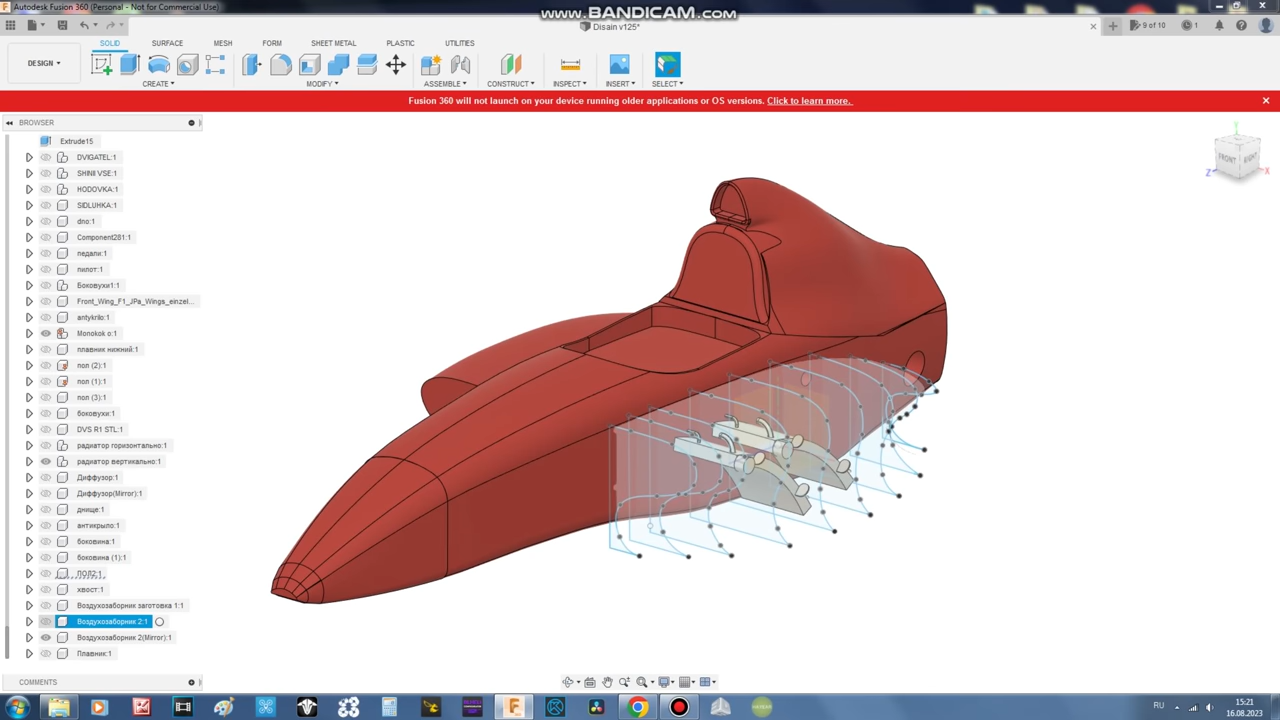 Autodesk Fusion 360 (Personal - Not for Commercial Use)
www.BANDICAM.com
Disain v125*
9 of 10
1
DESIGN
SOLID
SURFACE
MESH
FORM
SHEET METAL
PLASTIC
UTILITIES
CREATE
MODIFY
ASSEMBLE
CONSTRUCT
INSPECT
INSERT
SELECT
Fusion 360 will not launch on your device running older applications or OS versions. Click to learn more.
BROWSER
Extrude15
DVIGATEL:1
SHINII VSE:1
HODOVKA:1
SIDLUHKA:1
dno:1
Component281:1
педали:1
пилот:1
Боковухи1:1
Front_Wing_F1_JPa_Wings_einzel...
antykrilo:1
Monokok o:1
плавник нижний:1
пол (2):1
пол (1):1
пол (3):1
боковухи:1
DVS R1 STL:1
радиатор горизонтально:1
радиатор вертикально:1
Диффузор:1
Диффузор(Mirror):1
днище:1
антикрыло:1
боковина:1
боковина (1):1
ПОЛ2:1
хвост:1
Воздухозаборник заготовка 1:1
Воздухозаборник 2:1
Воздухозаборник 2(Mirror):1
Плавник:1
FRONT
RIGHT
Y
Z
X
COMMENTS
RU
15:21
16.08.2023